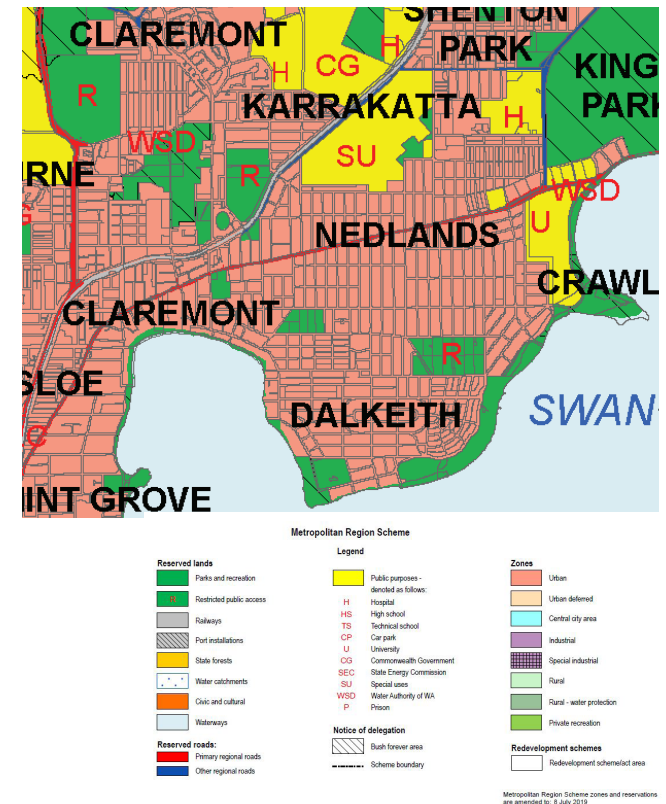 SHENTON
CLAREMONT
PARK
H
H
CG
KING
R
PARK
KARRAKATTA
H
WSD
SU
RNE
R
WSD
U
G
NEDLANDS
CRAWL
CLAREMONT
R
SLOE
DALKEITH
SWAN
C
INT GROVE
Metropolitan Region Scheme
Legend
Reserved lands
Parks and recreation
R Restricted public access
Railways
Port installations
State forests
Water catchments
Civic and cultural
Waterways
Reserved roads:
Primary regional roads
Other regional roads
Public purposes -
denoted as follows:
H Hospital
HS High school
TS Technical school
CP Car park
U University
CG Commonwealth Government
SEC State Energy Commission
SU Special uses
WSD Water Authority of WA
P Prison
Notice of delegation
Bush forever area
Scheme boundary
Zones
Urban
Urban deferred
Central city area
Industrial
Special industrial
Rural
Rural - water protection
Private recreation
Redevelopment schemes
Redevelopment scheme/act area
Metropolitan Region Scheme zones and reservations
are amended to: 8 July 2019